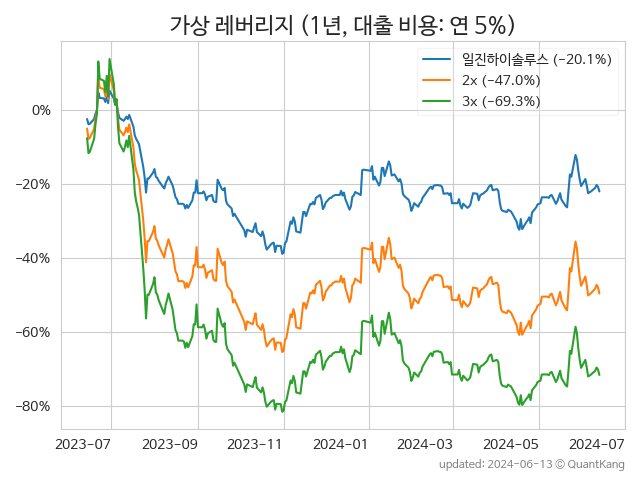 가상 레버리지 (1년, 대출 비용: 연 5%)
일진하이솔루스 (−20.1%)
2x (−47.0%)
3x (−69.3%)
0%
−20%
−40%
−60%
−80%
2023-07 2023-09 2023-11 2024-01 2024-03 2024-05 2024-07
updated: 2024-06-13 © QuantKang